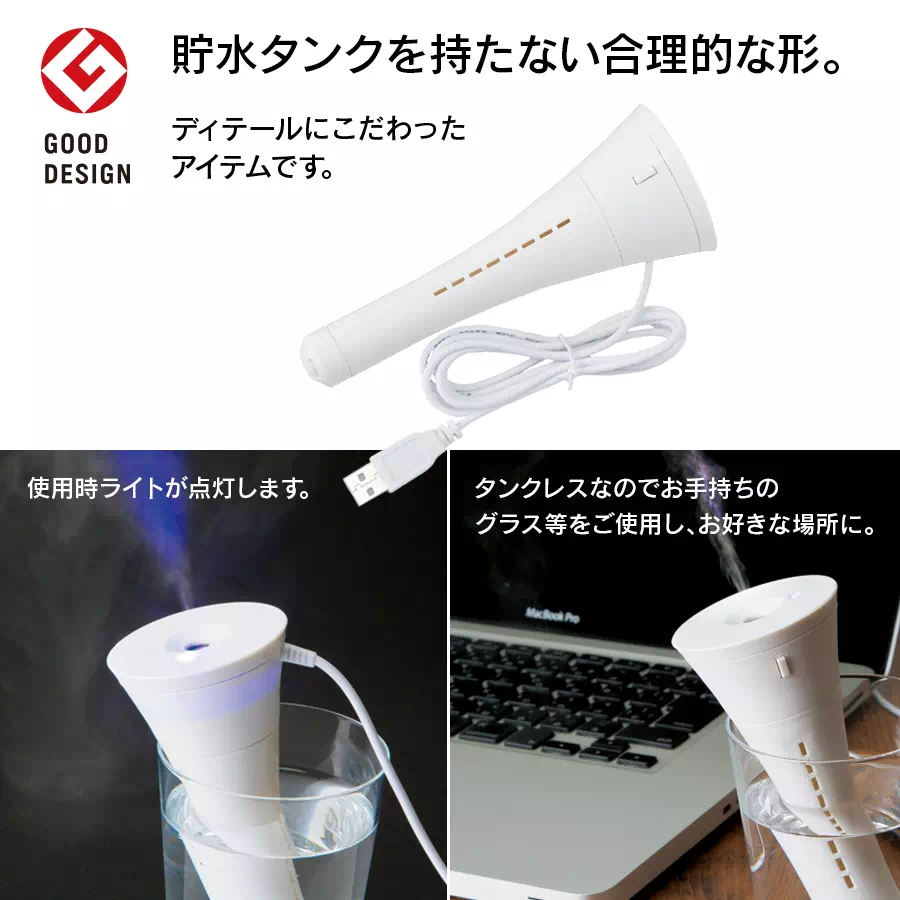 貯水タンクを持たない合理的な形。
GOOD
DESIGN
ディテールにこだわった
アイテムです。
使用時ライトが点灯します。
タンクレスなのでお手持ちの
グラス等をご使用し、お好きな場所に。
MacBook Pro